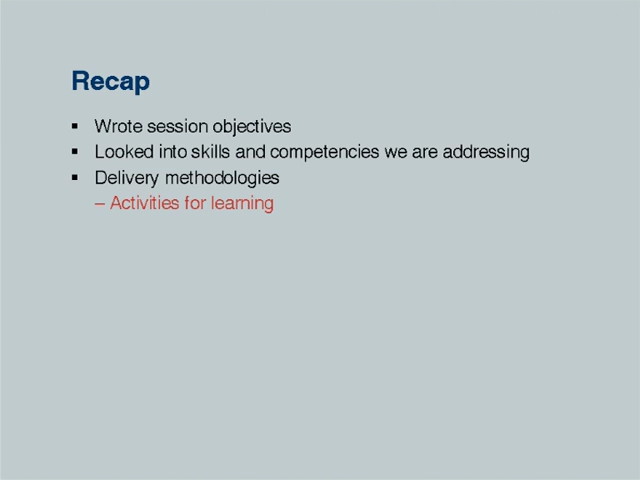 Recap
▪ Wrote session objectives
▪ Looked into skills and competencies we are addressing
▪ Delivery methodologies
– Activities for learning